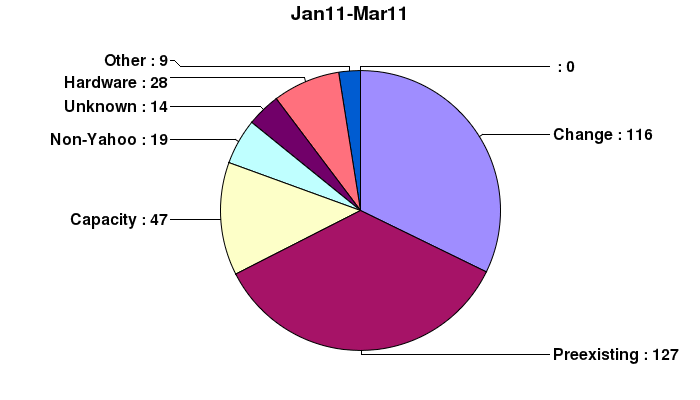 Jan11-Mar11
Other : 9
: 0
Hardware : 28
Unknown : 14
Change : 116
Non-Yahoo : 19
Capacity : 47
Preexisting : 127